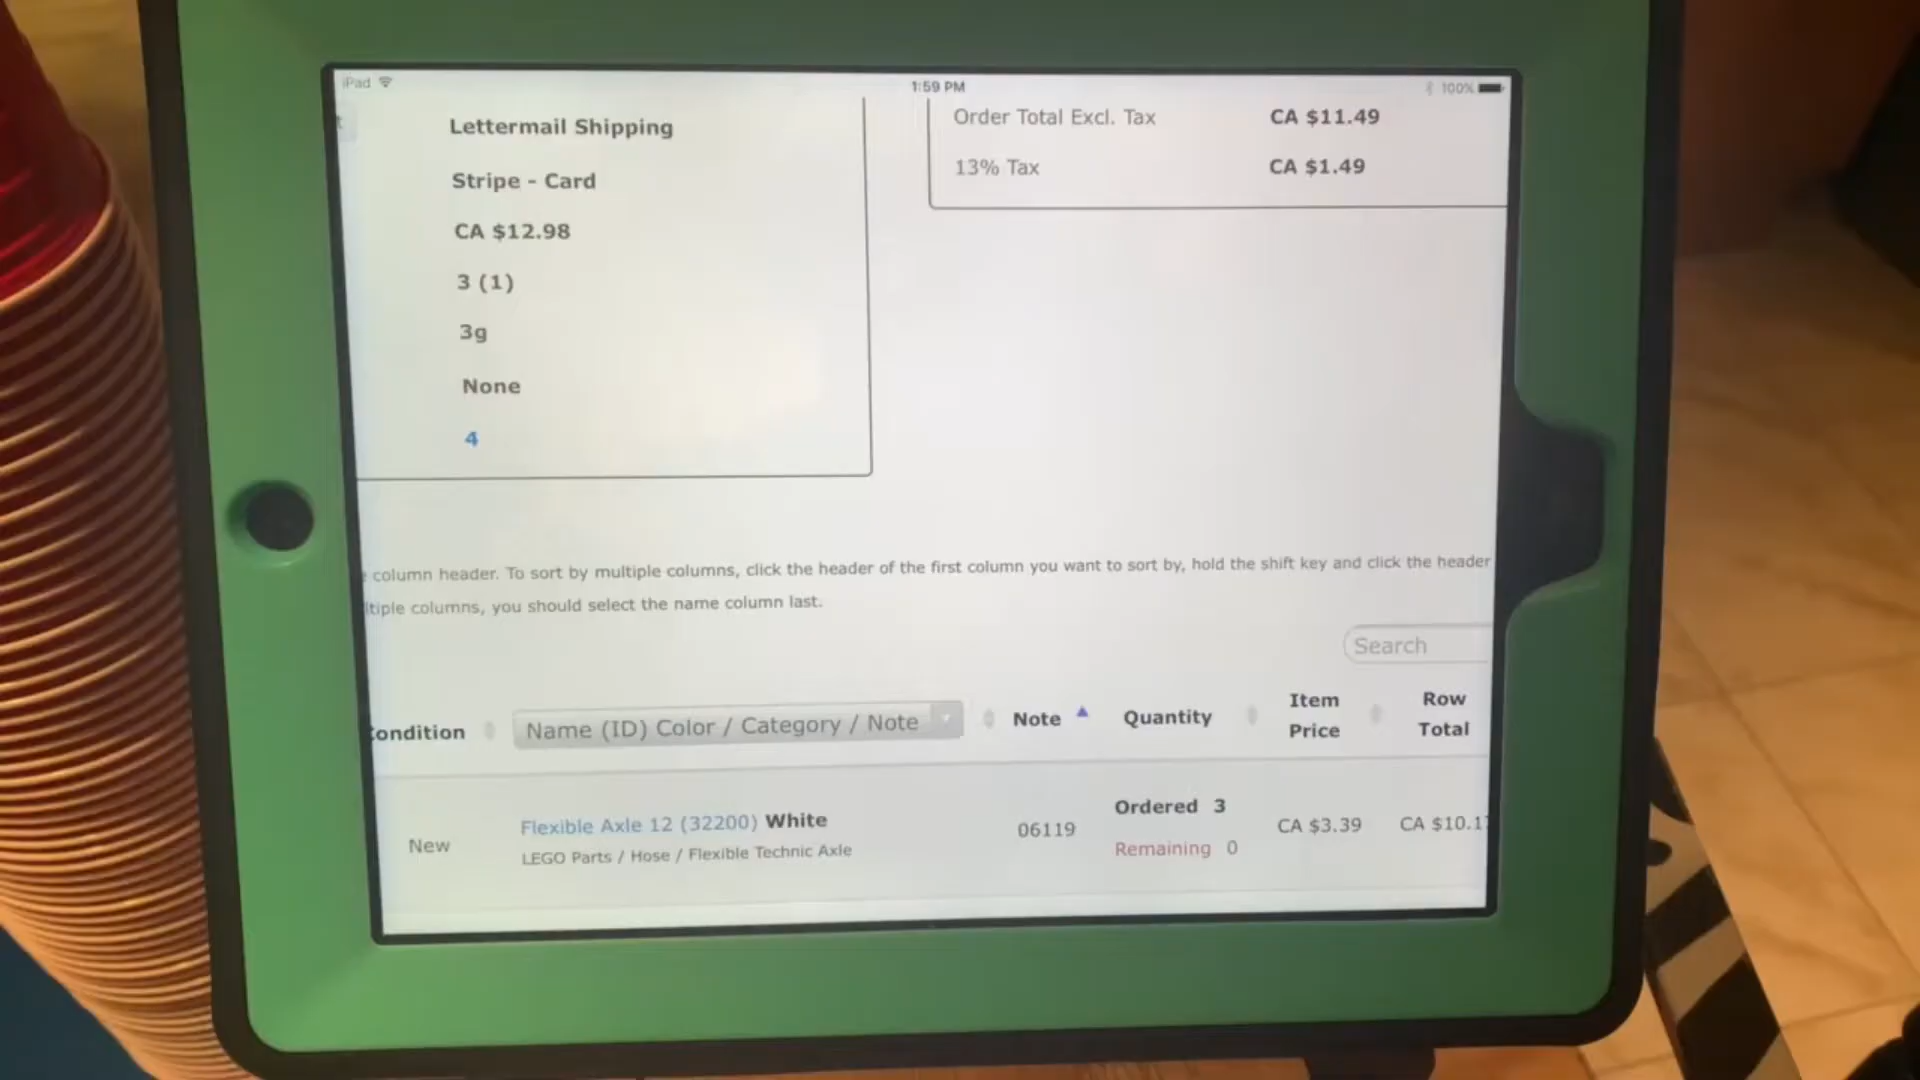 iPad
1:59 PM
100%
Lettermail Shipping
Stripe - Card
CA $12.98
3 (1)
3g
None
4
Order Total Excl. Tax CA $11.49
13% Tax CA $1.49
column header. To sort by multiple columns, click the header of the first column you want to sort by, hold the shift key and click the header
ltiple columns, you should select the name column last.
Search
ondition Name (ID) Color / Category / Note Note Quantity Item Price Row Total
New
Flexible Axle 12 (32200) White
LEGO Parts / Hose / Flexible Technic Axle
06119
Ordered 3
Remaining 0
CA $3.39
CA $10.1